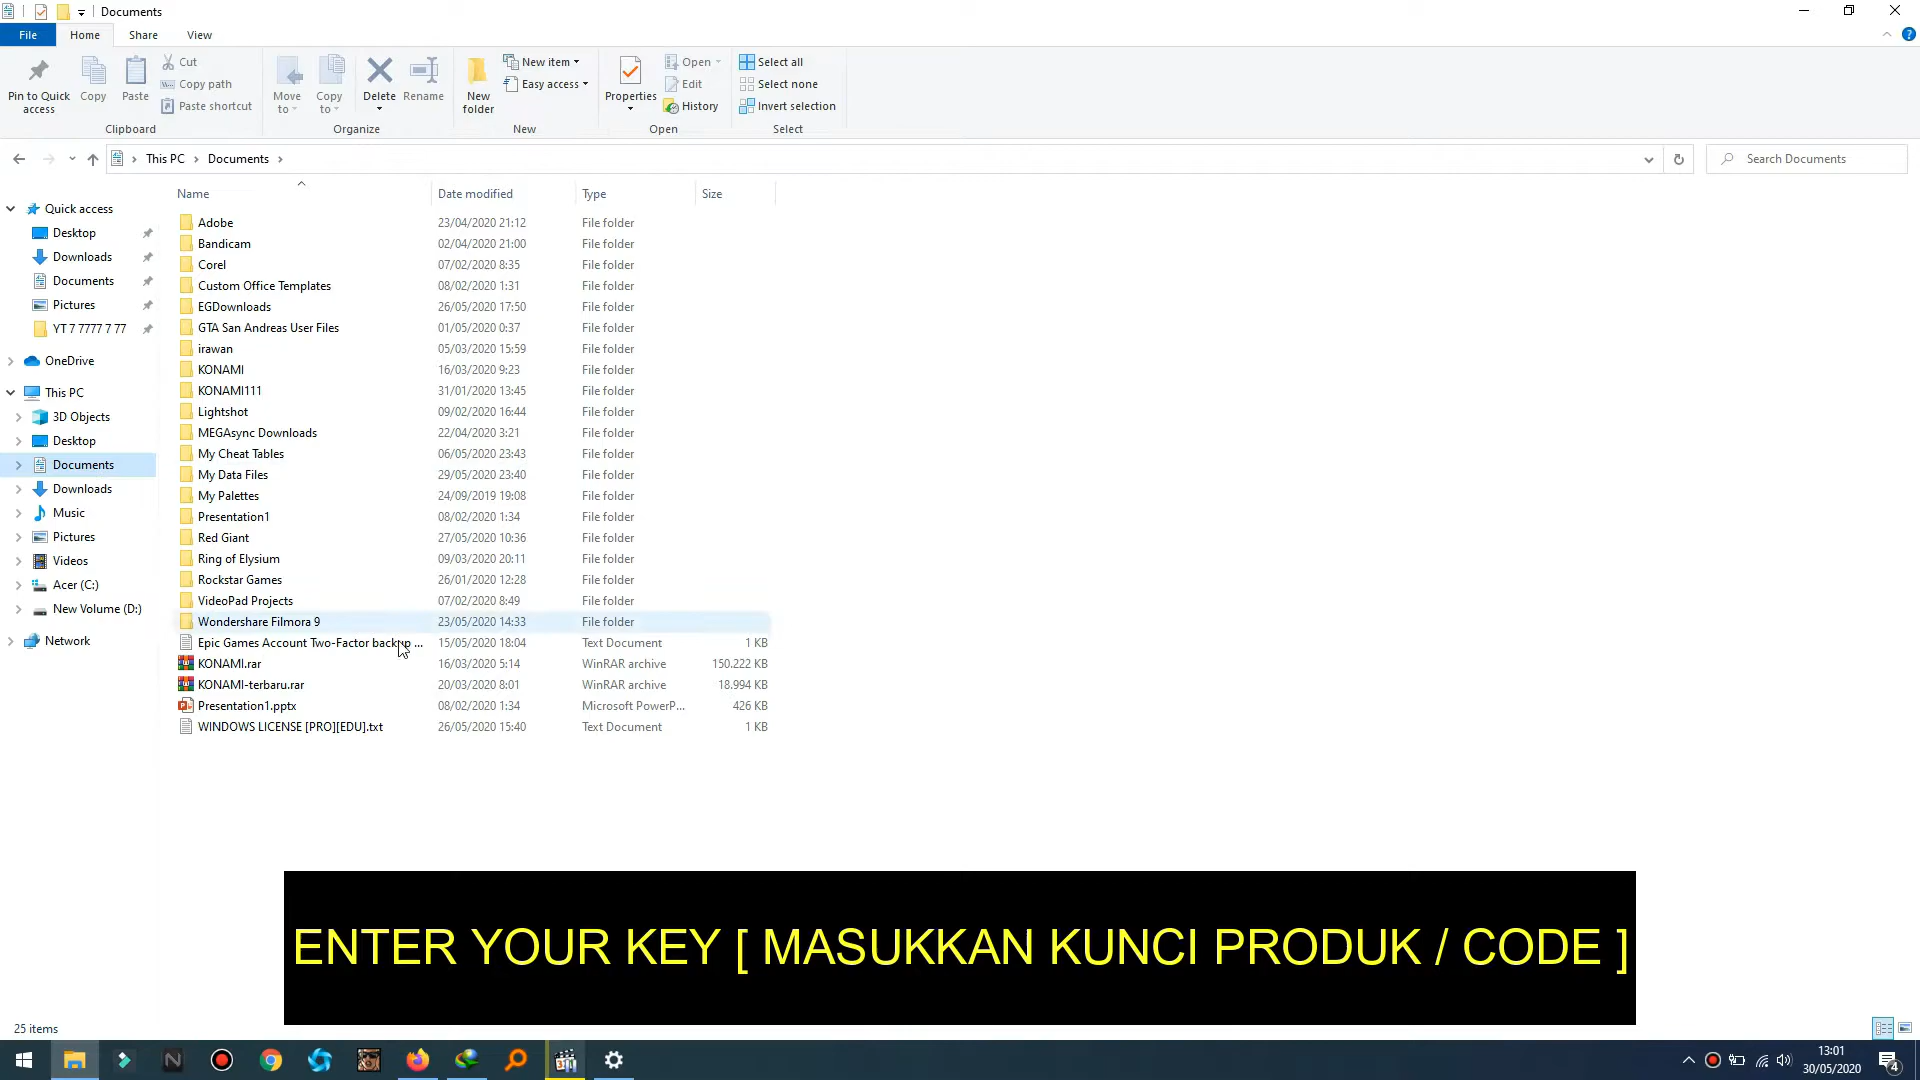 Documents
File
Home
Share
View
Pin to Quick access
Copy
Paste
Cut
Copy path
Paste shortcut
Clipboard
Move to
Copy to
Delete
Rename
Organize
New folder
New item
Easy access
New
Properties
Open
Edit
History
Open
Select all
Select none
Invert selection
Select
This PC
Documents
Search Documents
Name
Date modified
Type
Size
Quick access
Desktop
Downloads
Documents
Pictures
YT 7 7777 7 77
OneDrive
This PC
3D Objects
Desktop
Documents
Downloads
Music
Pictures
Videos
Acer (C:)
New Volume (D:)
Network
Adobe 23/04/2020 21:12 File folder
Bandicam 02/04/2020 21:00 File folder
Corel 07/02/2020 8:35 File folder
Custom Office Templates 08/02/2020 1:31 File folder
EGDownloads 26/05/2020 17:50 File folder
GTA San Andreas User Files 01/05/2020 0:37 File folder
irawan 05/03/2020 15:59 File folder
KONAMI 16/03/2020 9:23 File folder
KONAMI111 31/01/2020 13:45 File folder
Lightshot 09/02/2020 16:44 File folder
MEGAsync Downloads 22/04/2020 3:21 File folder
My Cheat Tables 06/05/2020 23:43 File folder
My Data Files 29/05/2020 23:40 File folder
My Palettes 24/09/2019 19:08 File folder
Presentation1 08/02/2020 1:34 File folder
Red Giant 27/05/2020 10:36 File folder
Ring of Elysium 09/03/2020 20:11 File folder
Rockstar Games 26/01/2020 12:28 File folder
VideoPad Projects 07/02/2020 8:49 File folder
Wondershare Filmora 9 23/05/2020 14:33 File folder
Epic Games Account Two-Factor backup ... 15/05/2020 18:04 Text Document 1 KB
KONAMI.rar 16/03/2020 5:14 WinRAR archive 150.222 KB
KONAMI-terbaru.rar 20/03/2020 8:01 WinRAR archive 18.994 KB
Presentation1.pptx 08/02/2020 1:34 Microsoft PowerP... 426 KB
WINDOWS LICENSE [PRO][EDU].txt 26/05/2020 15:40 Text Document 1 KB
ENTER YOUR KEY [ MASUKKAN KUNCI PRODUK / CODE ]
25 items
13:01
30/05/2020
4